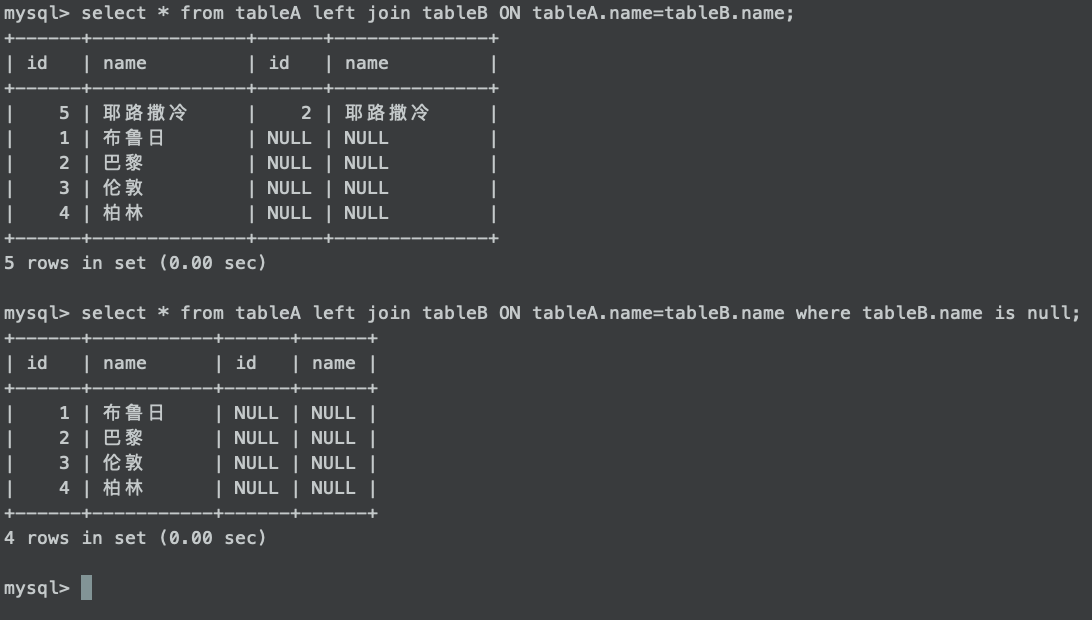 mysql> select * from tableA left join tableB ON tableA.name=tableB.name;
+------+--------------+------+--------------+
| id   | name         | id   | name         |
+------+--------------+------+--------------+
|    5 | 耶路撒冷     |    2 | 耶路撒冷     |
|    1 | 布鲁日       | NULL | NULL         |
|    2 | 巴黎         | NULL | NULL         |
|    3 | 伦敦         | NULL | NULL         |
|    4 | 柏林         | NULL | NULL         |
+------+--------------+------+--------------+
5 rows in set (0.00 sec)
mysql> select * from tableA left join tableB ON tableA.name=tableB.name where tableB.name is null;
+------+-----------+------+------+
| id   | name      | id   | name |
+------+-----------+------+------+
|    1 | 布鲁日    | NULL | NULL |
|    2 | 巴黎      | NULL | NULL |
|    3 | 伦敦      | NULL | NULL |
|    4 | 柏林      | NULL | NULL |
+------+-----------+------+------+
4 rows in set (0.00 sec)
mysql>